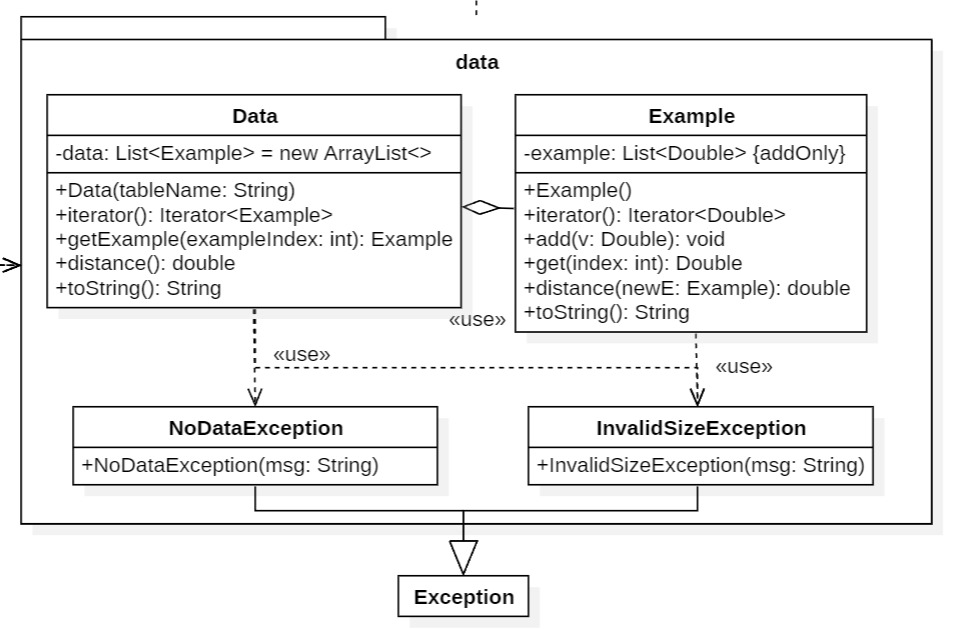 data
Data
-data: List<Example> = new ArrayList<>
+Data(tableName: String)
+iterator(): Iterator<Example>
+getExample(exampleIndex: int): Example
+distance(): double
+toString(): String
Example
-example: List<Double> {addOnly}
+Example()
+iterator(): Iterator<Double>
+add(v: Double): void
+get(index: int): Double
+distance(newE: Example): double
+toString(): String
«use»
«use»
«use»
NoDataException
+NoDataException(msg: String)
InvalidSizeException
+InvalidSizeException(msg: String)
Exception